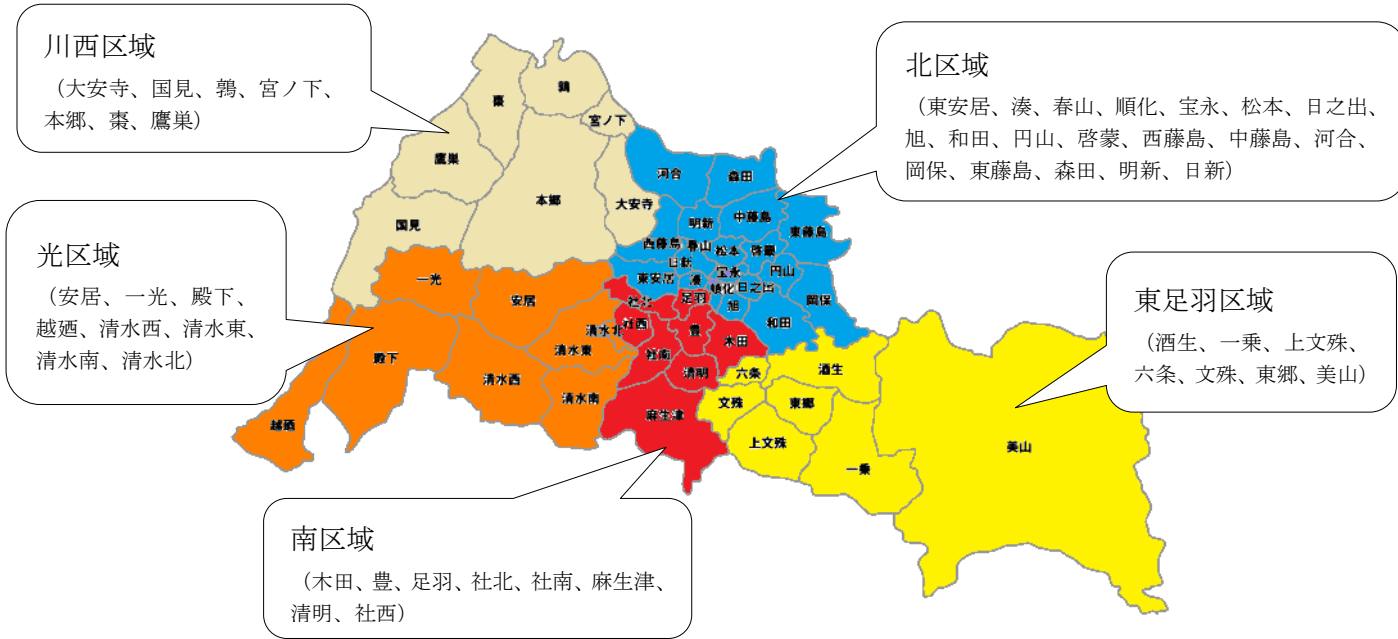 川西区域
（大安寺、国見、鶉、宮ノ下、
本郷、棗、鷹巣）
北区域
（東安居、湊、春山、順化、宝永、松本、日之出、
旭、和田、円山、啓蒙、西藤島、中藤島、河合、
岡保、東藤島、森田、明新、日新）
光区域
（安居、一光、殿下、
越廼、清水西、清水東、
清水南、清水北）
東足羽区域
（酒生、一乗、上文殊、
六条、文殊、東郷、美山）
南区域
（木田、豊、足羽、社北、社南、麻生津、
清明、社西）
棗
鶉
宮ノ下
鷹巣
本郷
大安寺
国見
河合
森田
明新
中藤島
東藤島
西藤島
春山
松本
啓蒙
日新
宝永
円山
東安居
湊
順化
日之出
旭
岡保
和田
一光
安居
清水北
清水東
殿下
清水西
清水南
越廼
社北
足羽
社西
豊
木田
社南
清明
麻生津
六条
酒生
文殊
東郷
上文殊
一乗
美山